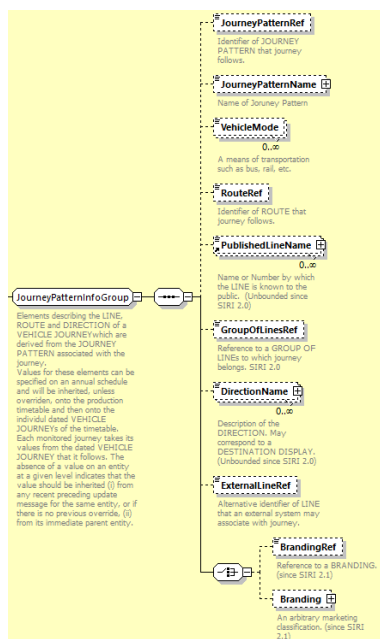 JourneyPatternRef
Identifier of JOURNEY
PATTERN that journey
follows.
JourneyPatternName
Name of Joruney Pattern
VehicleMode
0..∞
A means of transportation
such as bus, rail, etc.
RouteRef
Identifier of ROUTE that
journey follows.
PublishedLineName
0..∞
Name or Number by which
the LINE is known to the
public. (Unbounded since
SIRI 2.0)
JourneyPatternInfoGroup
Elements describing the LINE,
ROUTE and DIRECTION of a
VEHICLE JOURNEYwhich are
derived from the JOURNEY
PATTERN associated with the
journey.
Values for these elements can be
specified on an annual schedule
and will be inherited, unless
overriden, onto the production
timetable and then onto the
individul dated VEHICLE
JOURNEYs of the timetable.
Each monitored journey takes its
values from the dated VEHICLE
JOURNEY that it follows. The
absence of a value on an entity
at a given level indicates that the
value should be inherited (i) from
any recent preceding update
message for the same entity, or if
there is no previous override, (ii)
from its immediate parent entity.
GroupOfLinesRef
Reference to a GROUP OF
LINEs to which journey
belongs. SIRI 2.0
DirectionName
0..∞
Description of the
DIRECTION. May
correspond to a
DESTINATION DISPLAY.
(Unbounded since SIRI 2.0)
ExternalLineRef
Alternative identifier of LINE
that an external system may
associate with journey.
BrandingRef
Reference to a BRANDING.
(since SIRI 2.1)
Branding
An arbitrary marketing
classification. (since SIRI
2.1)